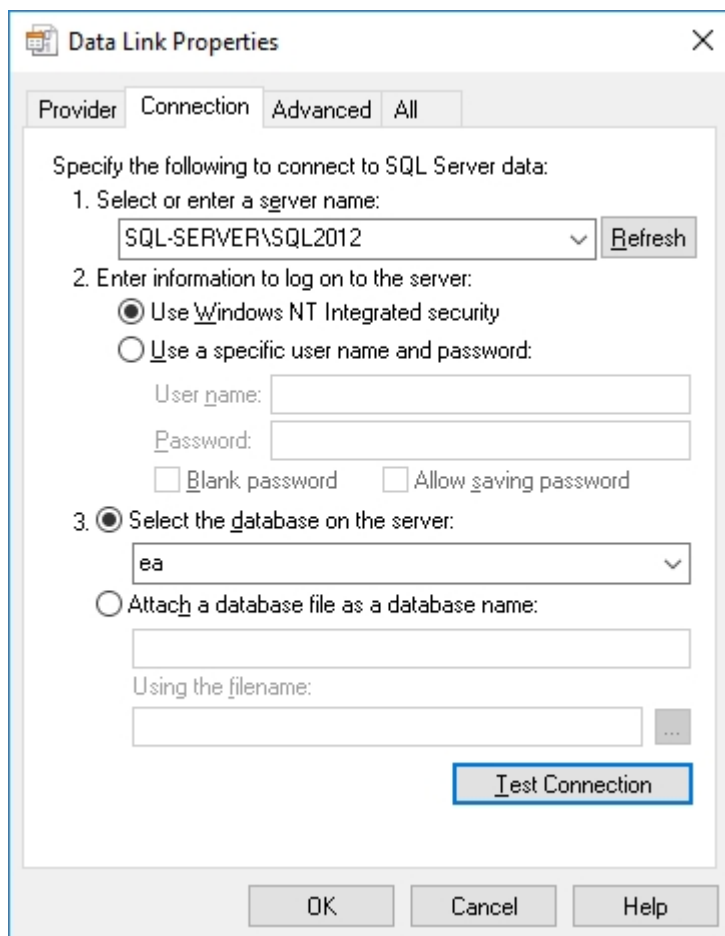 Data Link Properties
Provider Connection Advanced All
Specify the following to connect to SQL Server data:
1. Select or enter a server name:
SQL-SERVER\SQL2012 Refresh
2. Enter information to log on to the server:
Use Windows NT Integrated security
Use a specific user name and password:
User name:
Password:
Blank password Allow saving password
3. Select the database on the server:
ea
Attach a database file as a database name:
Using the filename:
...
Test Connection
OK Cancel Help